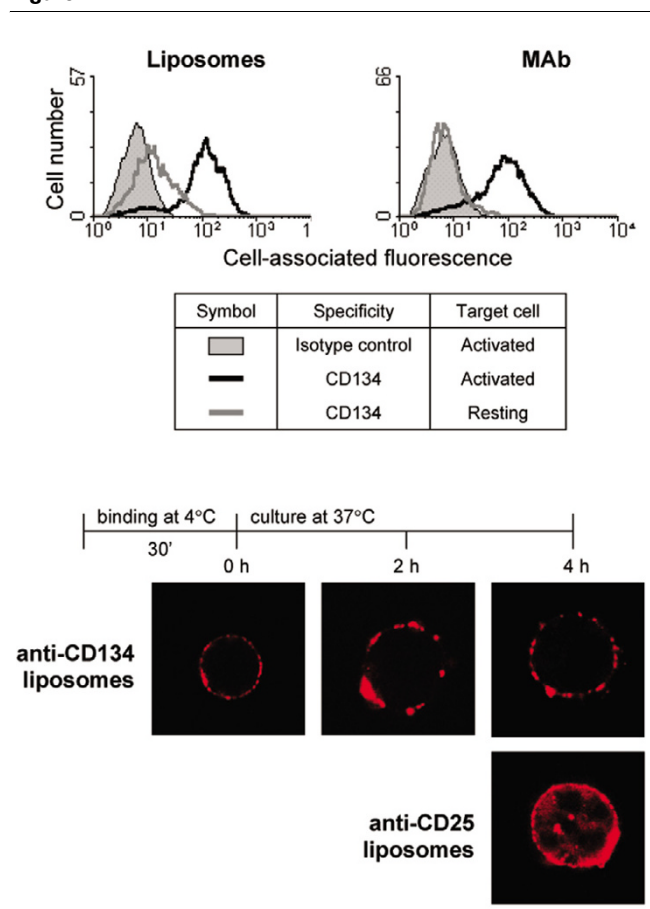 Liposomes
MAb
57
Cell number
0
10⁰ 10¹ 10² 10³ 1
66
0
10⁰ 10¹ 10² 10³ 10⁴
Cell-associated fluorescence
Symbol Specificity Target cell
Isotype control Activated
CD134 Activated
CD134 Resting
binding at 4°C culture at 37°C
30'
0 h 2 h 4 h
anti-CD134
liposomes
anti-CD25
liposomes